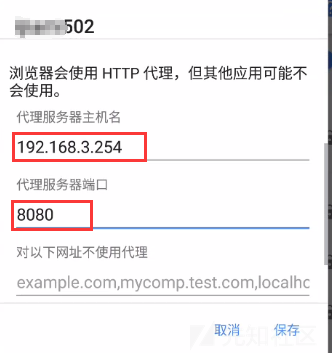 502
浏览器会使用 HTTP 代理，但其他应用可能不
会使用。
代理服务器主机名
192.168.3.254
代理服务器端口
8080
对以下网址不使用代理
example.com,mycomp.test.com,localho
取消 保存
先知社区